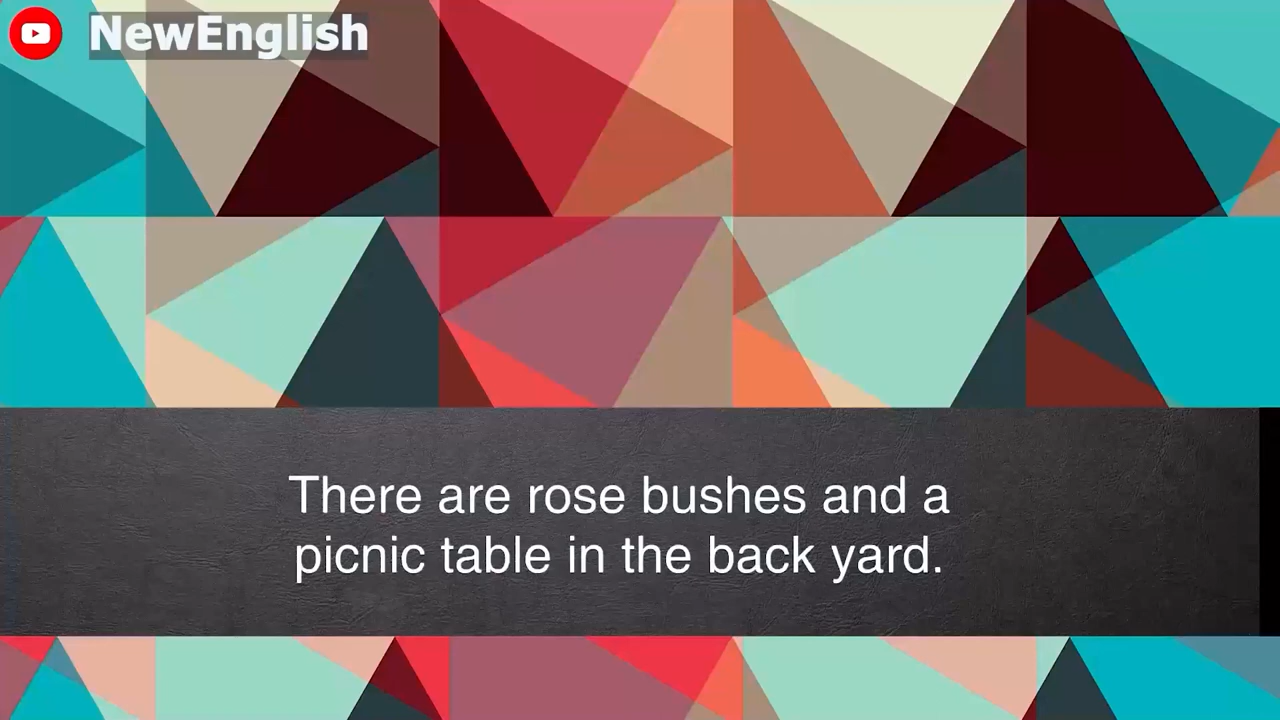 NewEnglish
There are rose bushes and a
picnic table in the back yard.